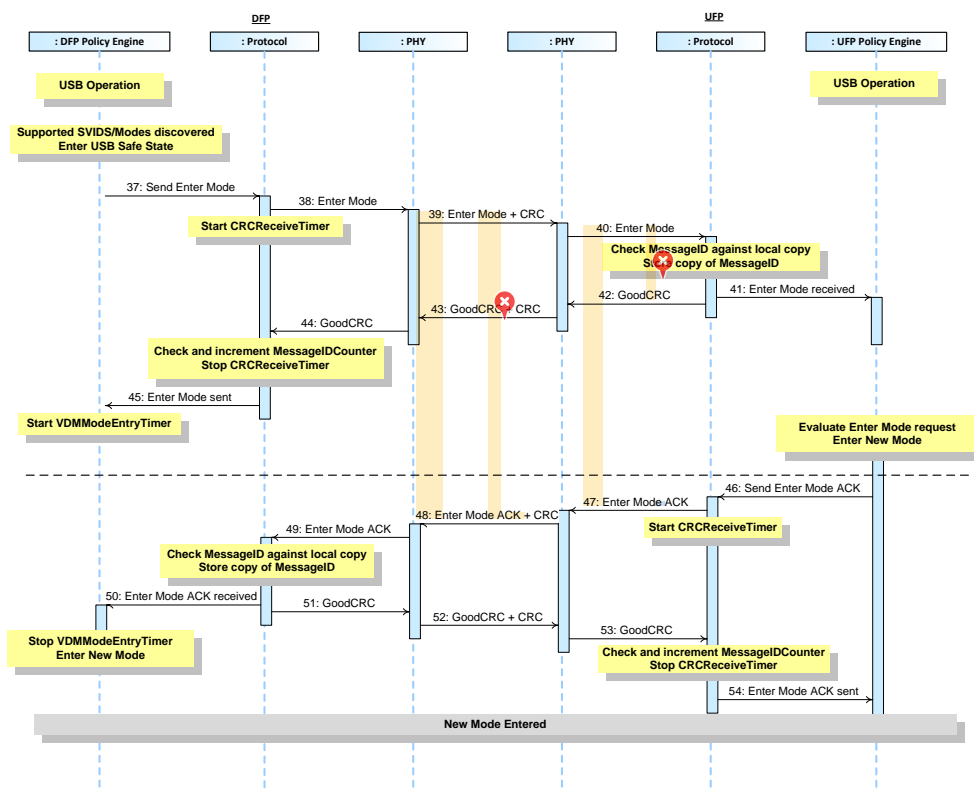 DFP
UFP
: DFP Policy Engine
: Protocol
: PHY
: PHY
: Protocol
: UFP Policy Engine
USB Operation
USB Operation
Supported SVIDS/Modes discovered
Enter USB Safe State
37: Send Enter Mode
38: Enter Mode
Start CRCReceiveTimer
39: Enter Mode + CRC
40: Enter Mode
Check MessageID against local copy
Store copy of MessageID
41: Enter Mode received
42: GoodCRC
43: GoodCRC + CRC
44: GoodCRC
Check and increment MessageIDCounter
Stop CRCReceiveTimer
45: Enter Mode sent
Start VDMModeEntryTimer
Evaluate Enter Mode request
Enter New Mode
46: Send Enter Mode ACK
47: Enter Mode ACK
Start CRCReceiveTimer
48: Enter Mode ACK + CRC
49: Enter Mode ACK
Check MessageID against local copy
Store copy of MessageID
50: Enter Mode ACK received
51: GoodCRC
52: GoodCRC + CRC
53: GoodCRC
Stop VDMModeEntryTimer
Enter New Mode
Check and increment MessageIDCounter
Stop CRCReceiveTimer
54: Enter Mode ACK sent
New Mode Entered